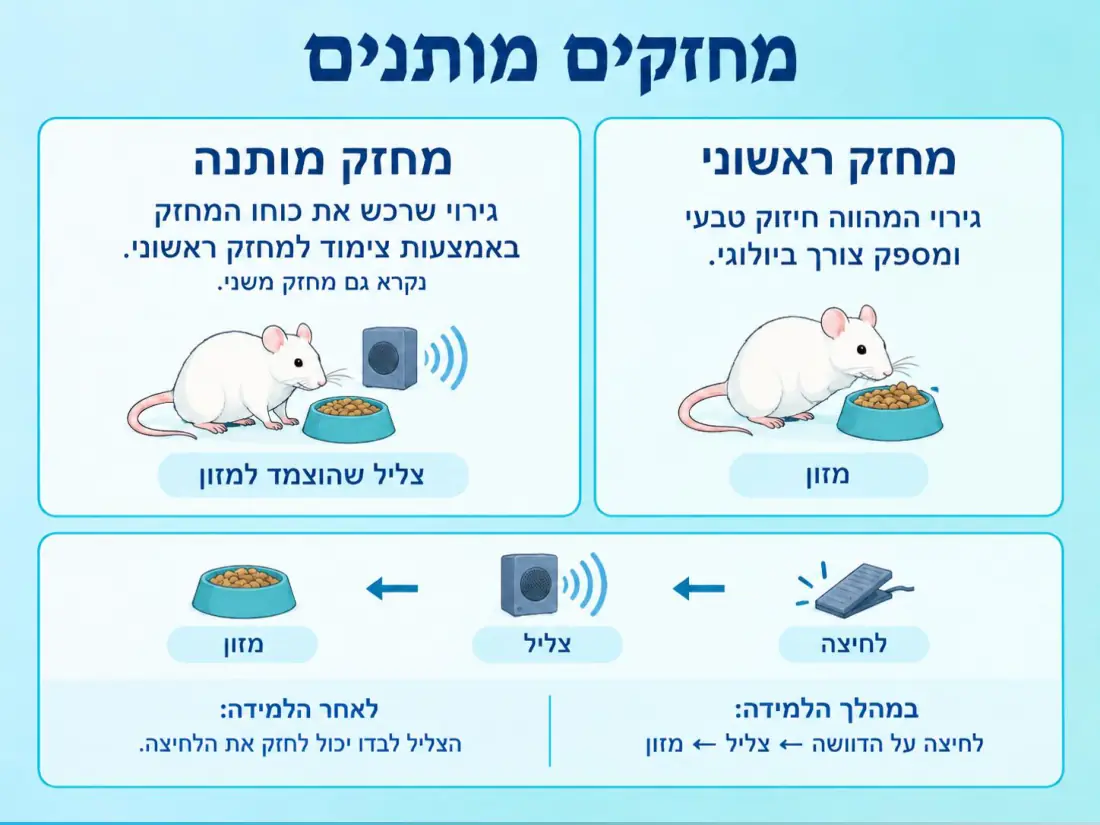 מחזקים מותנים
מחזק ראשוני
גירוי המהווה חיזוק טבעי
ומספק צורך ביולוגי.
מזון
מחזק מותנה
גירוי שרכש את כוחו המחזק
באמצעות צימוד למחזק ראשוני.
נקרא גם מחזק משני.
צליל שהוצמד למזון
לחיצה
צליל
מזון
במהלך הלמידה:
לחיצה על הדוושה ← צליל ← מזון
לאחר הלמידה:
הצליל לבדו יכול לחזק את הלחיצה.